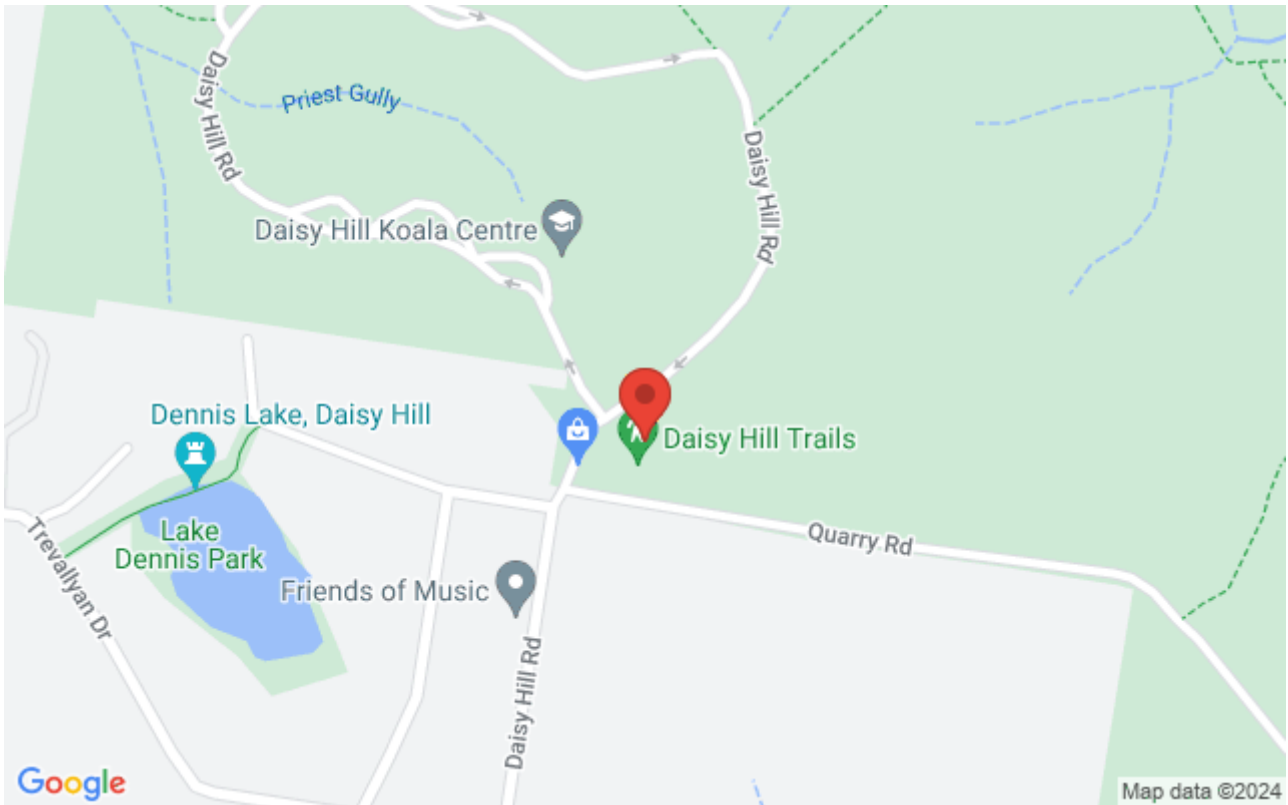 Daisy Hill Rd
Priest Gully
Daisy Hill Rd
Daisy Hill Koala Centre
Dennis Lake, Daisy Hill
Daisy Hill Trails
Lake
Dennis Park
Trevallyan Dr
Quarry Rd
Friends of Music
Daisy Hill Rd
Google
Map data ©2024